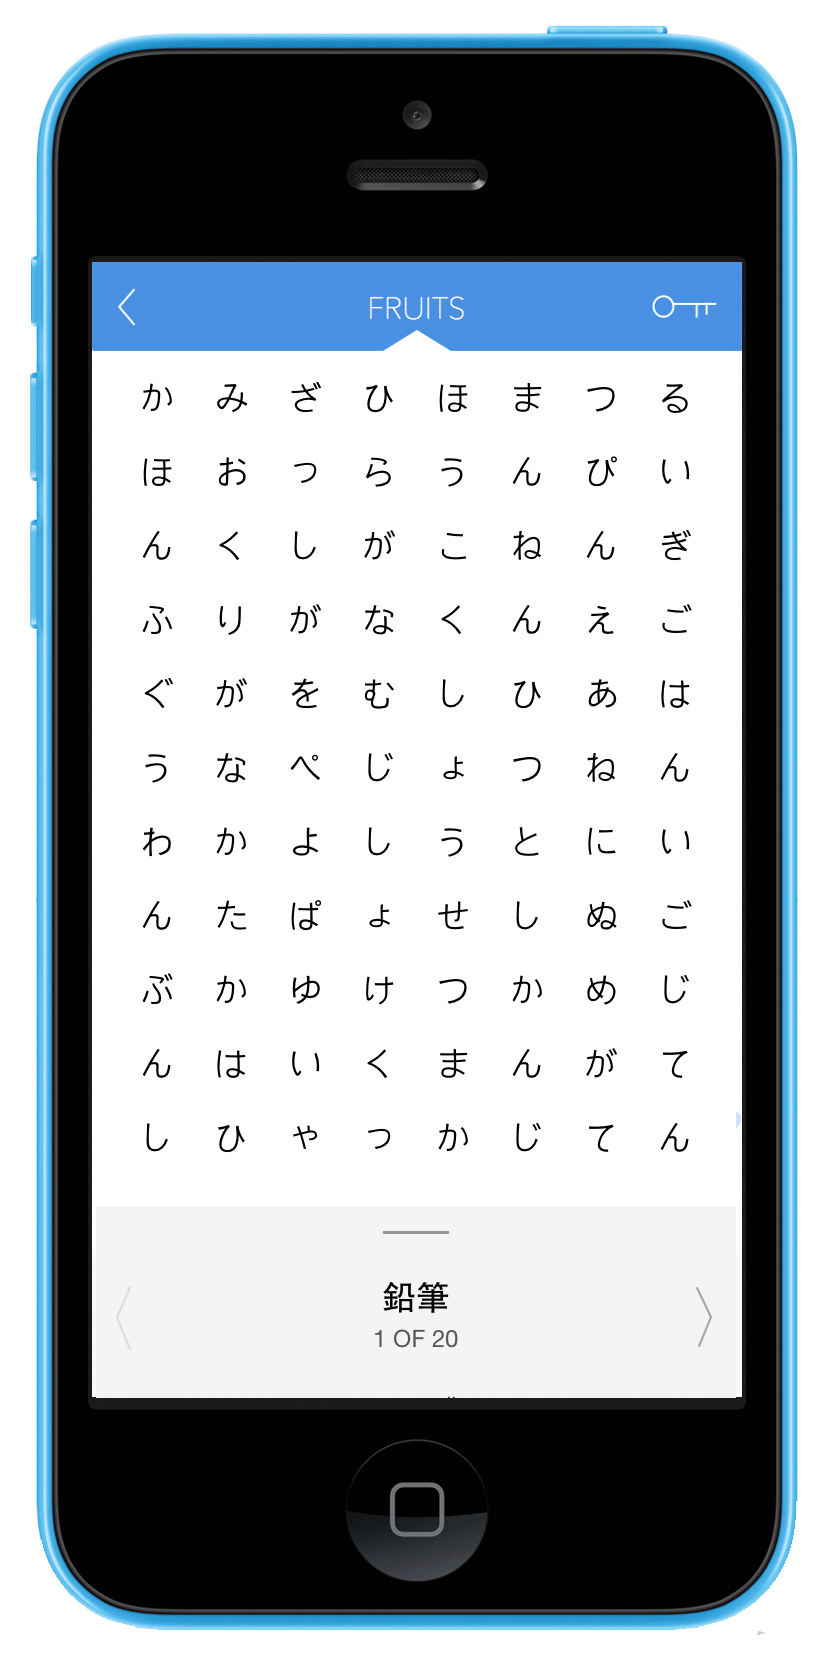 FRUITS
か み ざ ひ ほ ま つ る
ほ お っ ら う ん ぴ い
ん く し が こ ね ん ぎ
ふ り が な く ん え ご
ぐ が を む し ひ あ は
う な ぺ じ ょ つ ね ん
わ か よ し う と に い
ん た ぱ ょ せ し ぬ ご
ぶ か ゆ け つ か め じ
ん は い く ま ん が て
し ひ ゃ っ か じ て ん
鉛筆
1 OF 20